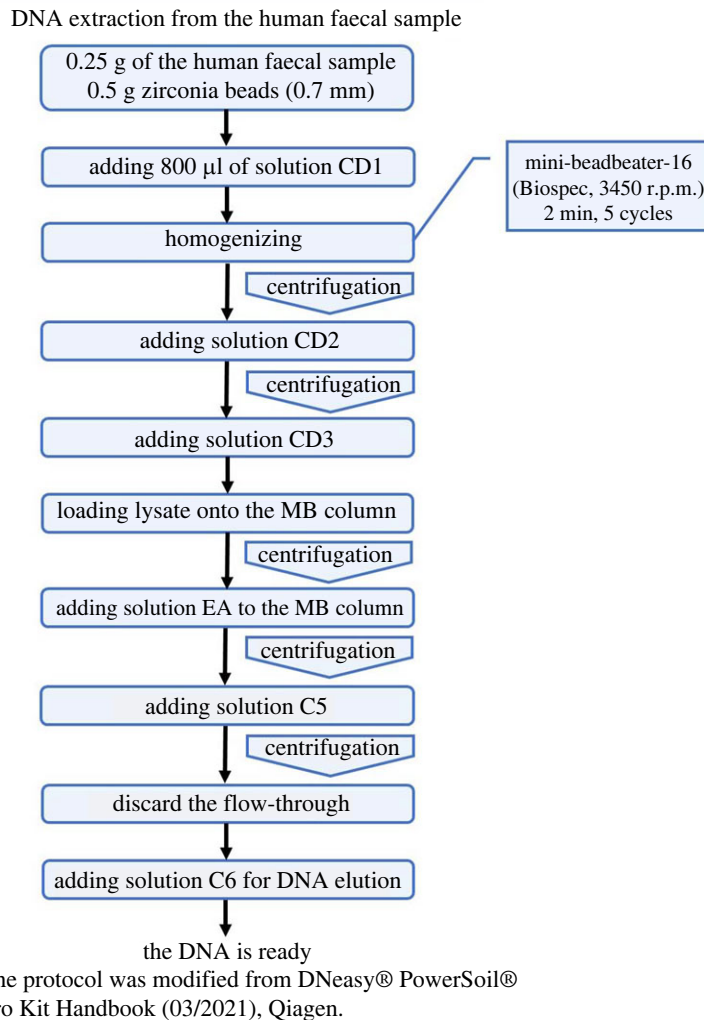 DNA extraction from the human faecal sample
0.25 g of the human faecal sample
0.5 g zirconia beads (0.7 mm)
adding 800 µl of solution CD1
mini-beadbeater-16
(Biospec, 3450 r.p.m.)
2 min, 5 cycles
homogenizing
centrifugation
adding solution CD2
centrifugation
adding solution CD3
loading lysate onto the MB column
centrifugation
adding solution EA to the MB column
centrifugation
adding solution C5
centrifugation
discard the flow-through
adding solution C6 for DNA elution
the DNA is ready
protocol was modified from DNeasy® PowerSoil®
Kit Handbook (03/2021), Qiagen.